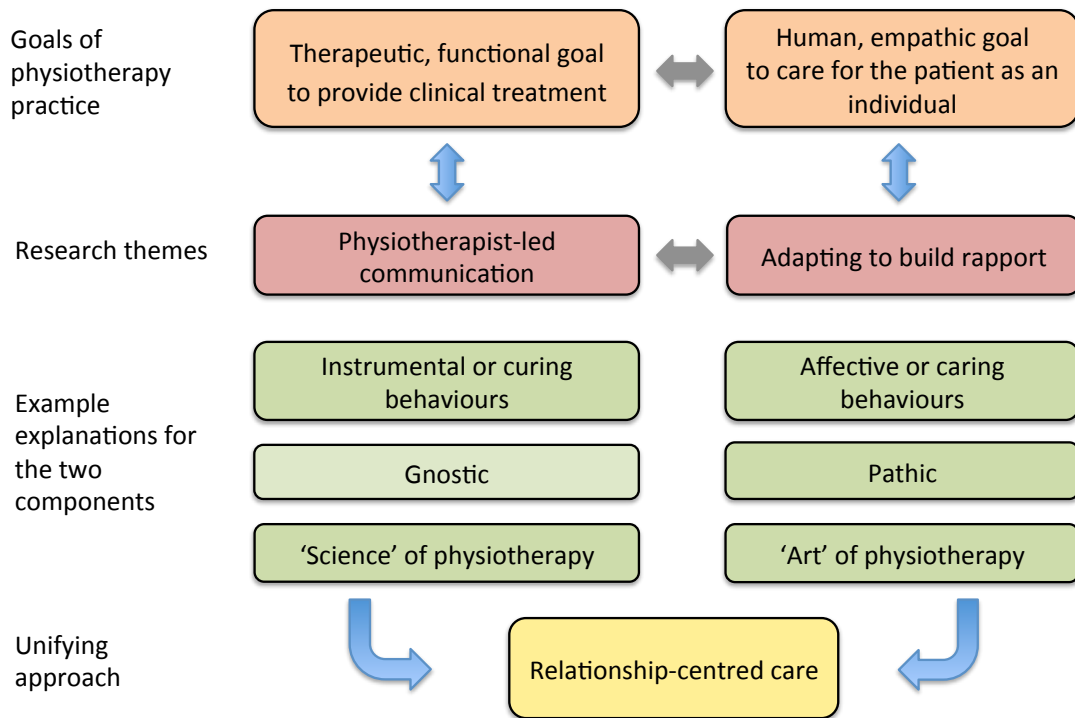 Goals of
physiotherapy
practice
Therapeutic, functional goal
to provide clinical treatment
Human, empathic goal
to care for the patient as an
individual
Research themes
Physiotherapist-led
communication
Adapting to build rapport
Example
explanations for
the two
components
Instrumental or curing
behaviours
Affective or caring
behaviours
Gnostic
Pathic
‘Science’ of physiotherapy
‘Art’ of physiotherapy
Unifying
approach
Relationship-centred care